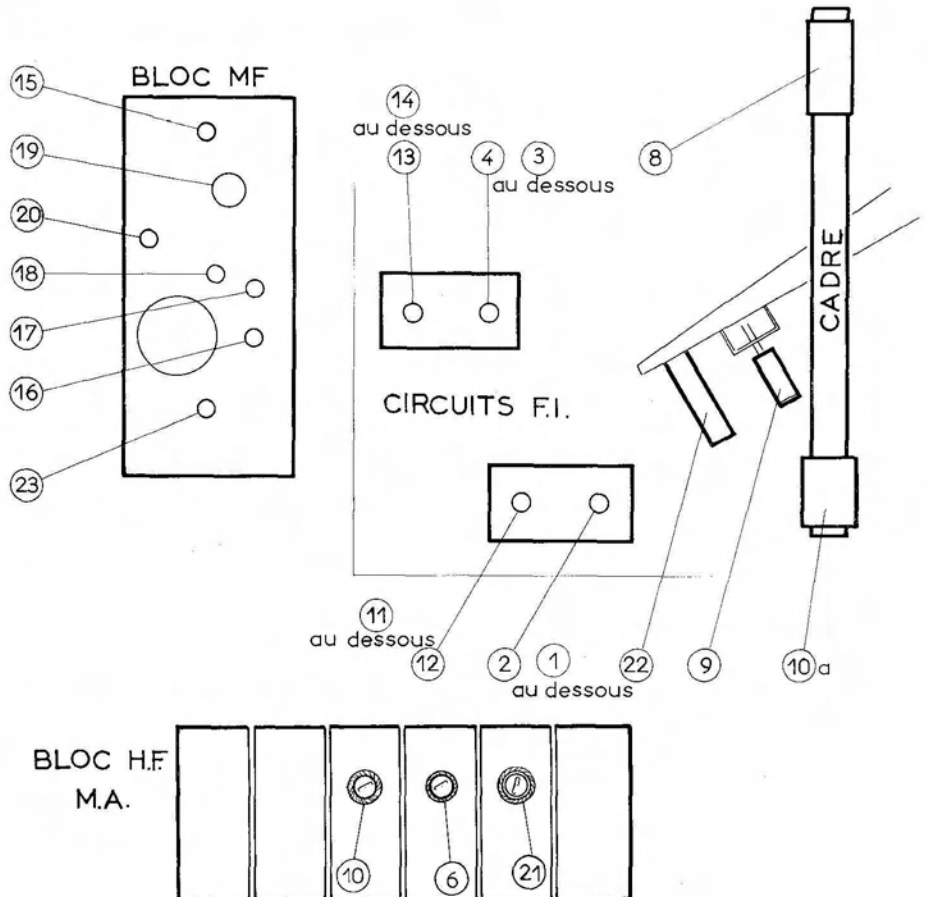 BLOC MF
15
19
20
18
17
16
23
14
au dessous
13
4
3
au dessous
8
CADRE
CIRCUITS F.I.
11
au dessous
12
2
1
au dessous
22
9
10 a
BLOC H.F.
M.A.
10
6
21